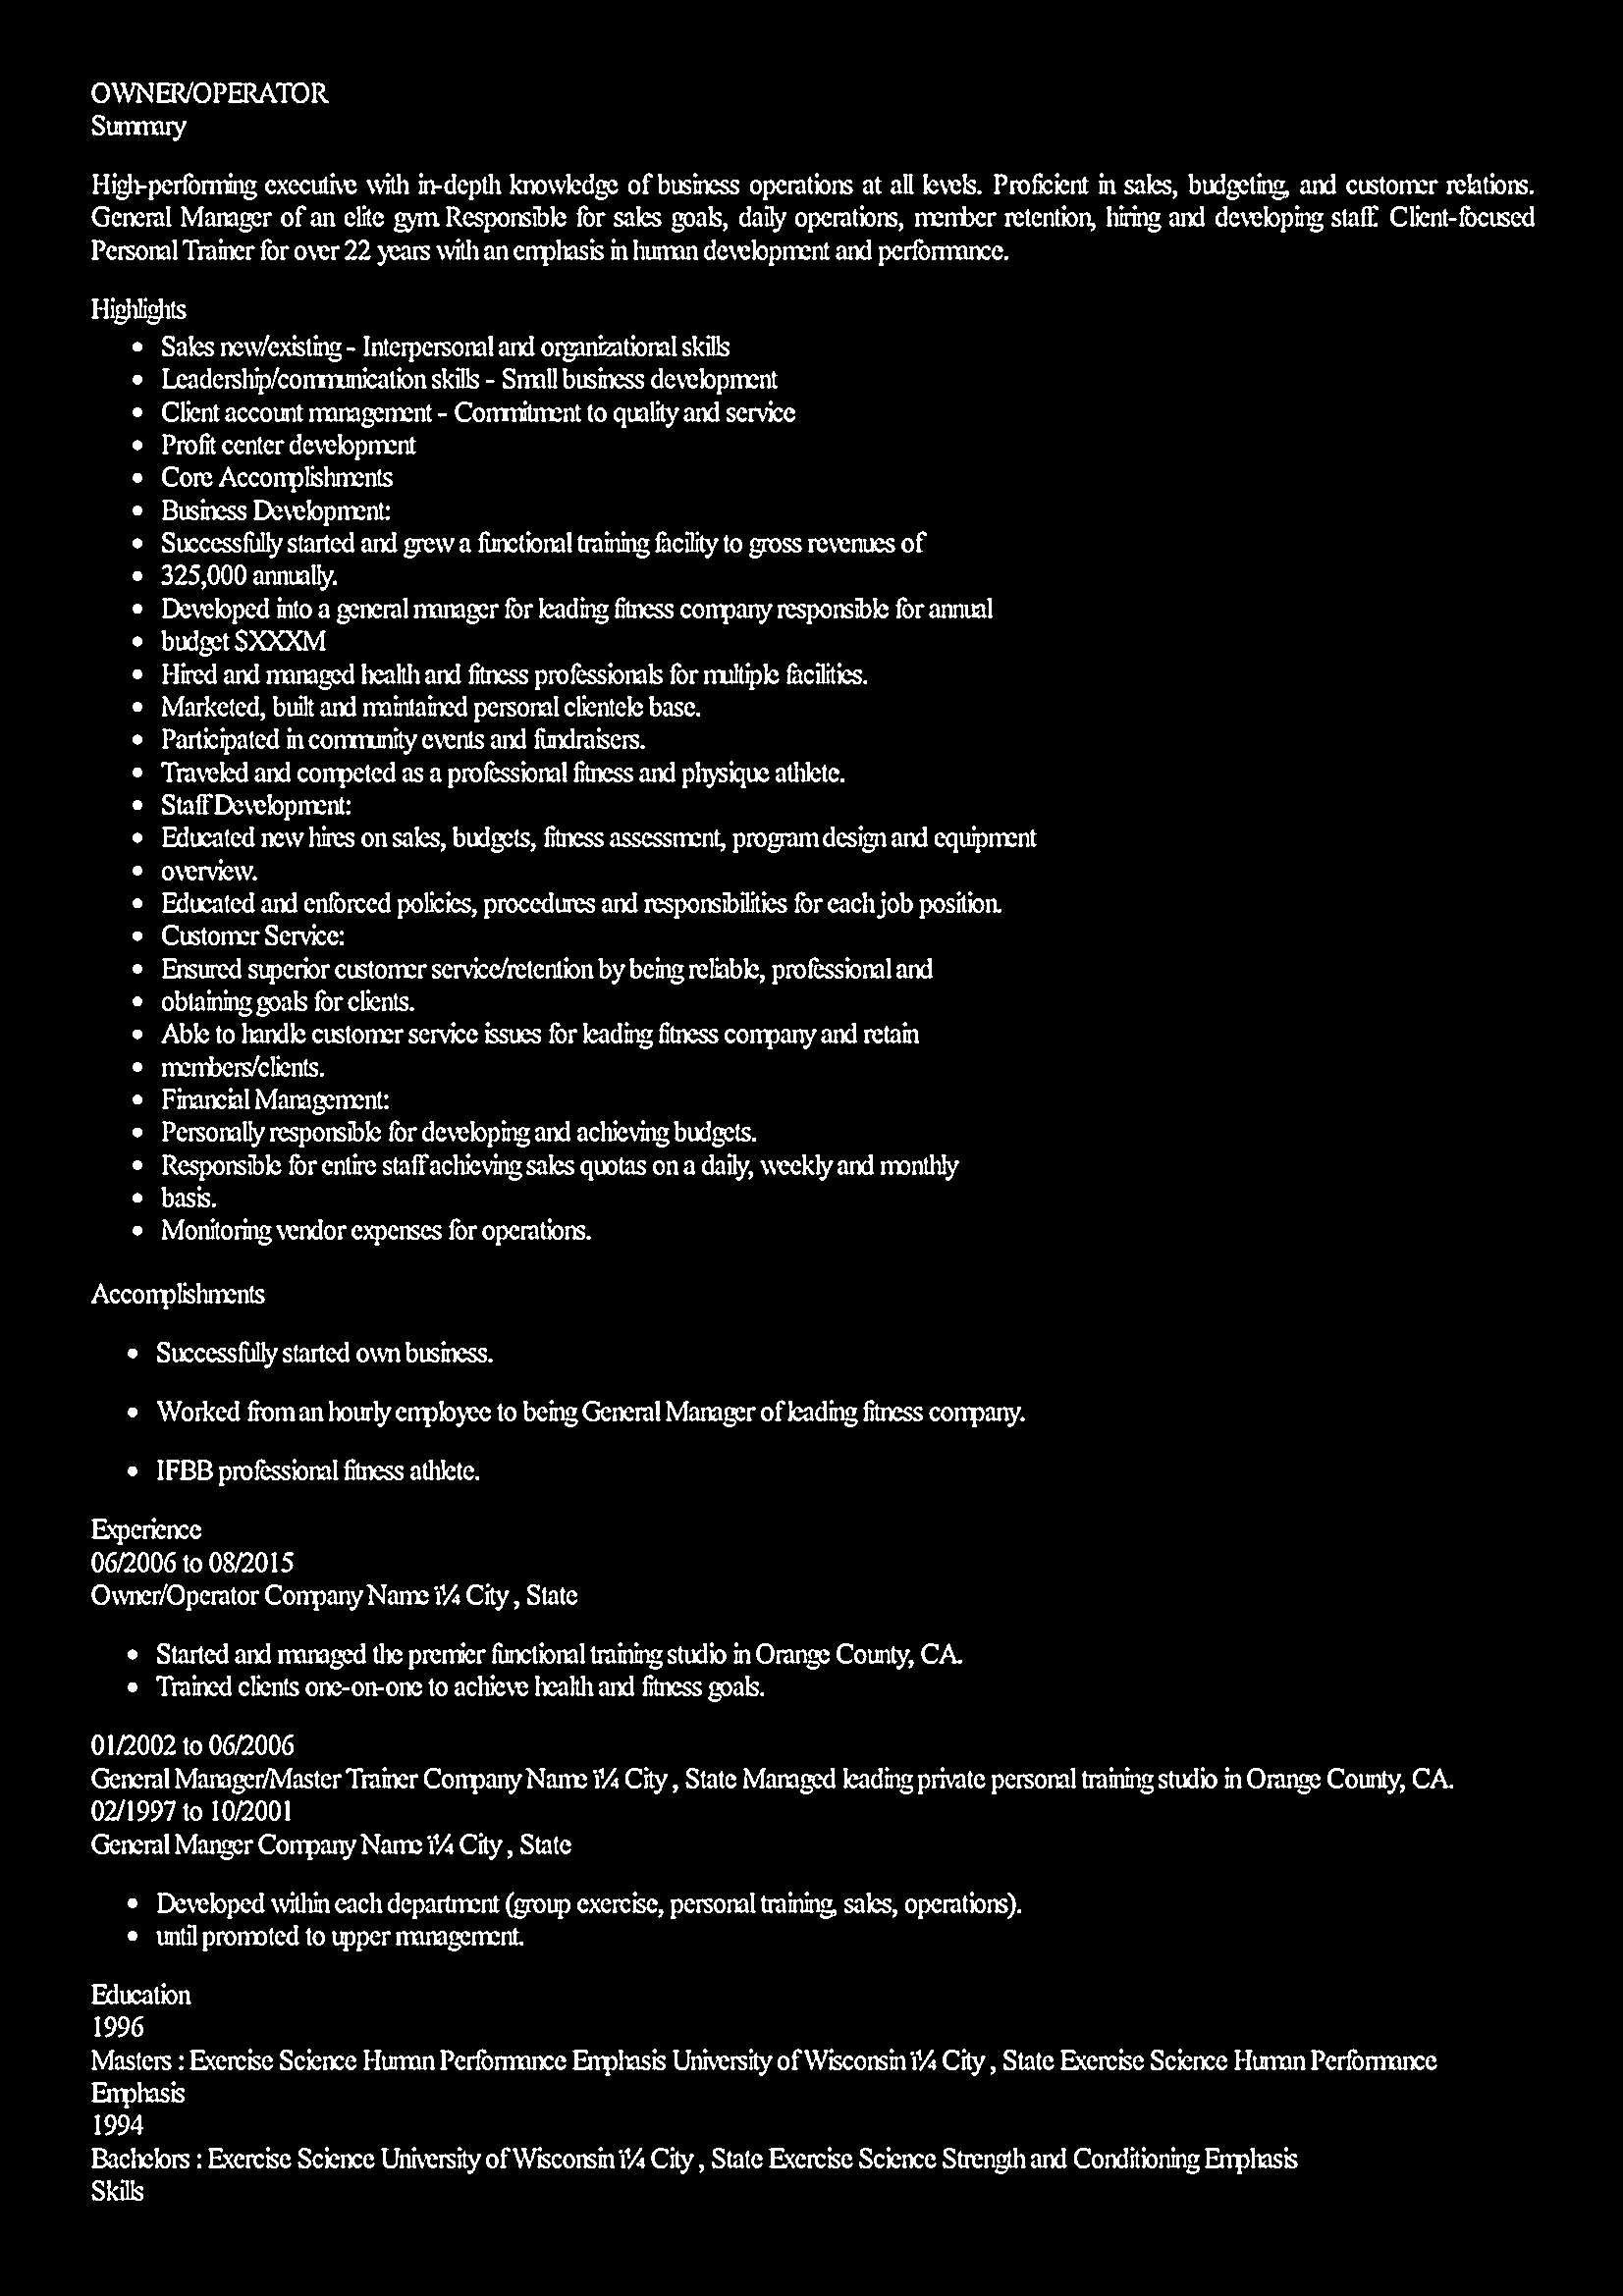 OWNER/OPERATOR
Summary
High-performing executive with in-depth knowledge of business operations at all levels. Proficient in sales, budgeting, and customer relations.
General Manager of an elite gym. Responsible for sales goals, daily operations, member retention, hiring and developing staff. Client-focused
Personal Trainer for over 22 years with an emphasis in human development and performance.
Highlights
• Sales new/existing - Interpersonal and organizational skills
• Leadership/communication skills - Small business development
• Client account management - Commitment to quality and service
• Profit center development
• Core Accomplishments
• Business Development:
• Successfully started and grew a functional training facility to gross revenues of
• 325,000 annually.
• Developed into a general manager for leading fitness company responsible for annual
• budget $XXXM
• Hired and managed health and fitness professionals for multiple facilities.
• Marketed, built and maintained personal clientele base.
• Participated in community events and fundraisers.
• Traveled and competed as a professional fitness and physique athlete.
• Staff Development:
• Educated new hires on sales, budgets, fitness assessment, program design and equipment
• overview.
• Educated and enforced policies, procedures and responsibilities for each job position.
• Customer Service:
• Ensured superior customer service/retention by being reliable, professional and
• obtaining goals for clients.
• Able to handle customer service issues for leading fitness company and retain
• members/clients.
• Financial Management:
• Personally responsible for developing and achieving budgets.
• Responsible for entire staff achieving sales quotas on a daily, weekly and monthly
• basis.
• Monitoring vendor expenses for operations.
Accomplishments
• Successfully started own business.
• Worked from an hourly employee to being General Manager of leading fitness company.
• IFBB professional fitness athlete.
Experience
06/2006 to 08/2015
Owner/Operator Company Name ï¼ City , State
• Started and managed the premier functional training studio in Orange County, CA.
• Trained clients one-on-one to achieve health and fitness goals.
01/2002 to 06/2006
General Manager/Master Trainer Company Name ï¼ City , State Managed leading private personal training studio in Orange County, CA.
02/1997 to 10/2001
General Manger Company Name ï¼ City , State
• Developed within each department (group exercise, personal training, sales, operations).
• until promoted to upper management.
Education
1996
Masters : Exercise Science Human Performance Emphasis University of Wisconsin ï¼ City , State Exercise Science Human Performance
Emphasis
1994
Bachelors : Exercise Science University of Wisconsin ï¼ City , State Exercise Science Strength and Conditioning Emphasis
Skills